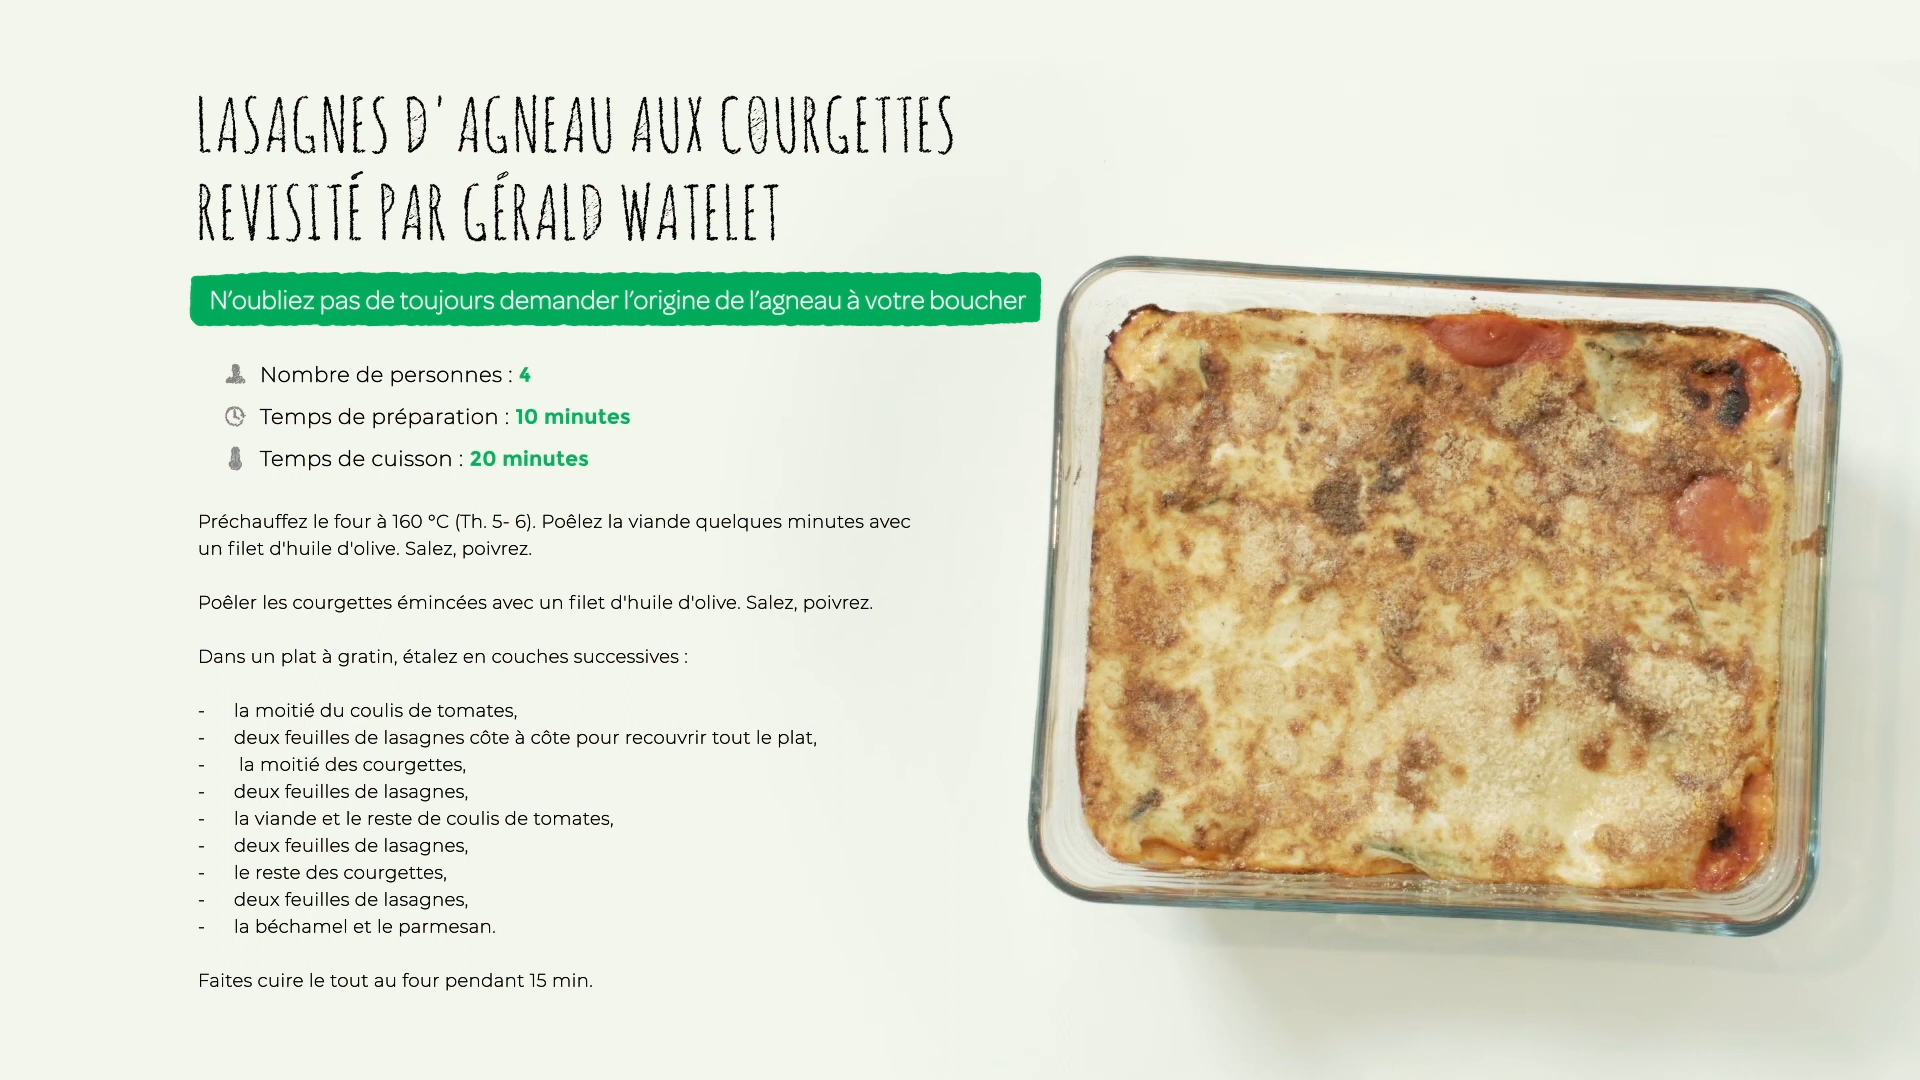 LASAGNES D'AGNEAU AUX COURGETTES
REVISITÉ PAR GÉRALD WATELET
N'oubliez pas de toujours demander l'origine de l'agneau à votre boucher
Nombre de personnes : 4
Temps de préparation : 10 minutes
Temps de cuisson : 20 minutes
Préchauffez le four à 160 °C (Th. 5- 6). Poêlez la viande quelques minutes avec
un filet d'huile d'olive. Salez, poivrez.
Poêler les courgettes émincées avec un filet d'huile d'olive. Salez, poivrez.
Dans un plat à gratin, étalez en couches successives :
- la moitié du coulis de tomates,
- deux feuilles de lasagnes côte à côte pour recouvrir tout le plat,
- la moitié des courgettes,
- deux feuilles de lasagnes,
- la viande et le reste de coulis de tomates,
- deux feuilles de lasagnes,
- le reste des courgettes,
- deux feuilles de lasagnes,
- la béchamel et le parmesan.
Faites cuire le tout au four pendant 15 min.